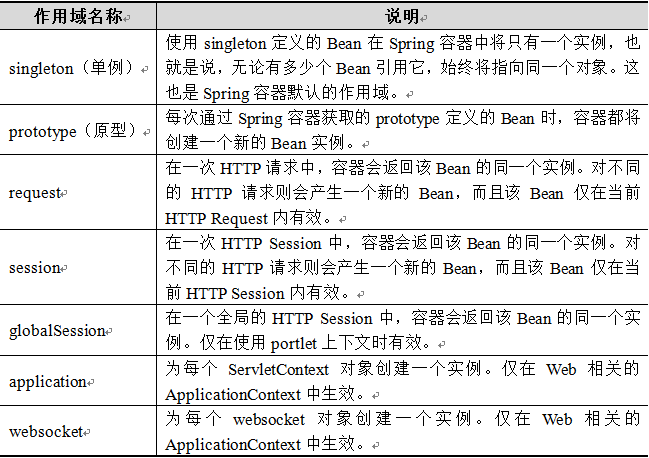 作用域名称 说明
singleton（单例）
使用 singleton 定义的 Bean 在 Spring 容器中将只有一个实例，也
就是说，无论有多少个 Bean 引用它，始终将指向同一个对象。这
也是 Spring 容器默认的作用域。
prototype（原型）
每次通过 Spring 容器获取的 prototype 定义的 Bean 时，容器都将
创建一个新的 Bean 实例。
request
在一次 HTTP 请求中，容器会返回该 Bean 的同一个实例。对不同
的 HTTP 请求则会产生一个新的 Bean，而且该 Bean 仅在当前
HTTP Request 内有效。
session
在一次 HTTP Session 中，容器会返回该 Bean 的同一个实例。对
不同的 HTTP 请求则会产生一个新的 Bean，而且该 Bean 仅在当
前 HTTP Session 内有效。
globalSession
在一个全局的 HTTP Session 中，容器会返回该 Bean 的同一个实
例。仅在使用 portlet 上下文时有效。
application
为每个 ServletContext 对象创建一个实例。仅在 Web 相关的
ApplicationContext 中生效。
websocket
为每个 websocket 对象创建一个实例。仅在 Web 相关的
ApplicationContext 中生效。